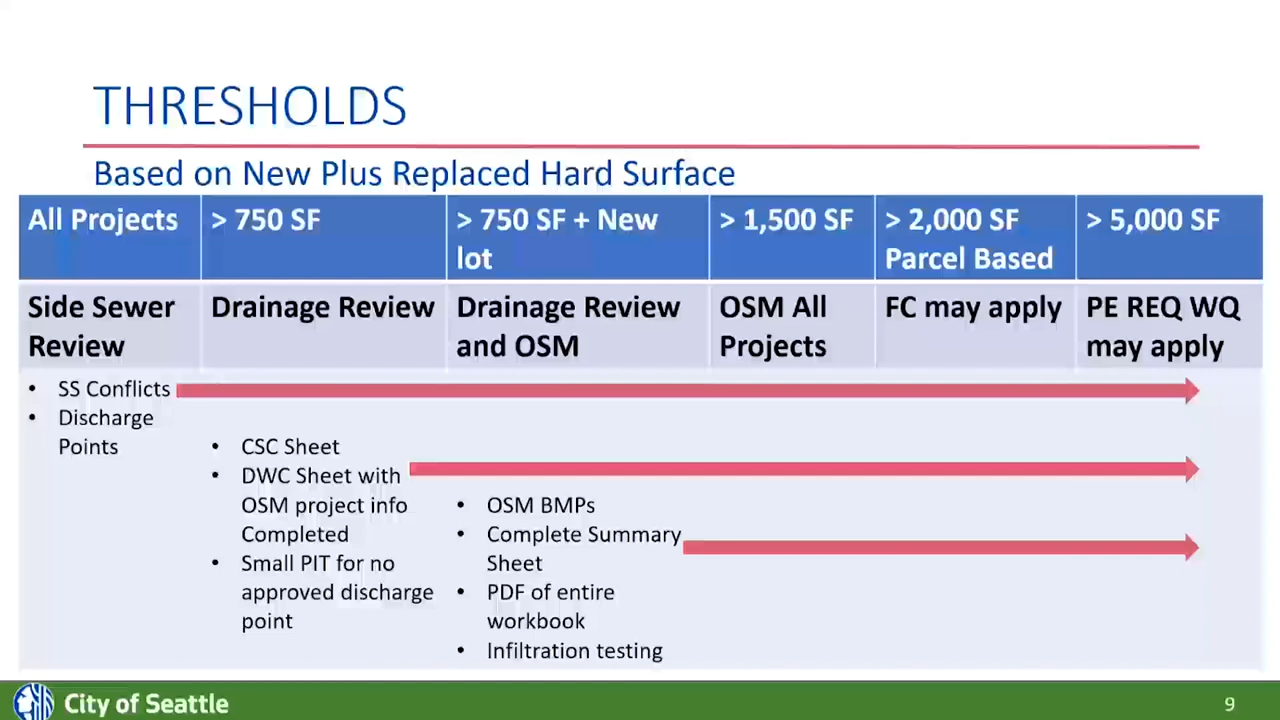 THRESHOLDS
Based on New Plus Replaced Hard Surface
All Projects
> 750 SF
> 750 SF + New
lot
> 1,500 SF
> 2,000 SF
Parcel Based
> 5,000 SF
Side Sewer
Review
Drainage Review
Drainage Review
and OSM
OSM All
Projects
FC may apply
PE REQ WQ
may apply
• SS Conflicts
• Discharge
Points
• CSC Sheet
• DWC Sheet with
OSM project info
Completed
• Small PIT for no
approved discharge
point
• OSM BMPs
• Complete Summary
Sheet
• PDF of entire
workbook
• Infiltration testing
City of Seattle
9